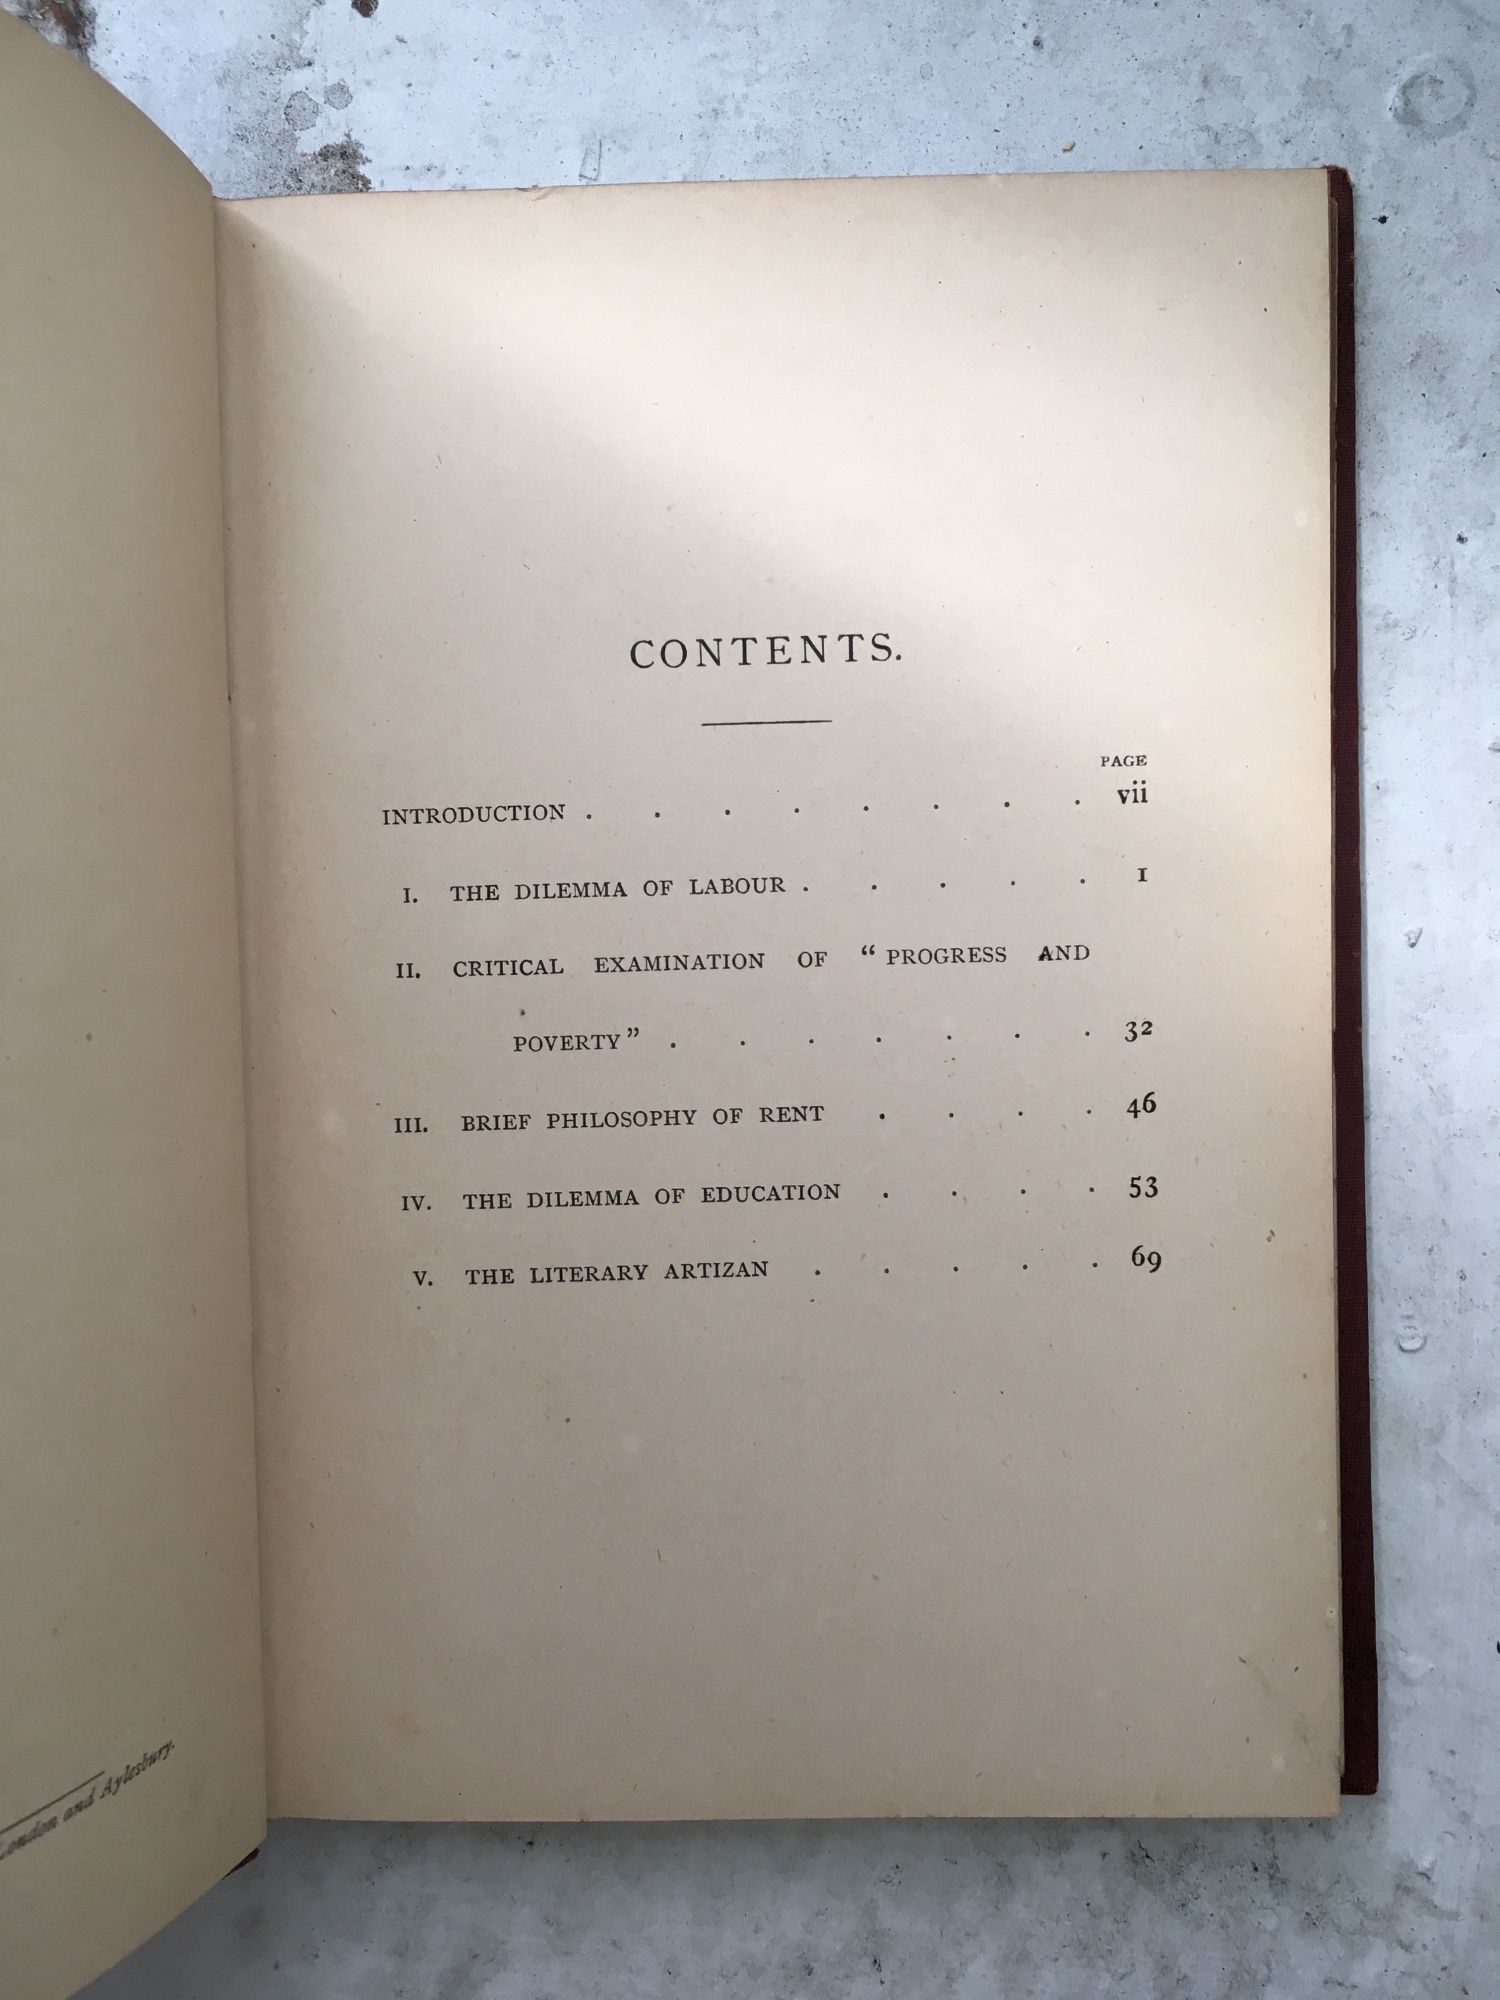 CONTENTS.
PAGE
INTRODUCTION . . . . . . . . vii
I. THE DILEMMA OF LABOUR . . . . . 1
II. CRITICAL EXAMINATION OF "PROGRESS AND
POVERTY" . . . . . . . 32
III. BRIEF PHILOSOPHY OF RENT . . . . 46
IV. THE DILEMMA OF EDUCATION . . . . 53
V. THE LITERARY ARTIZAN . . . . . 69
London and Aylesbury.